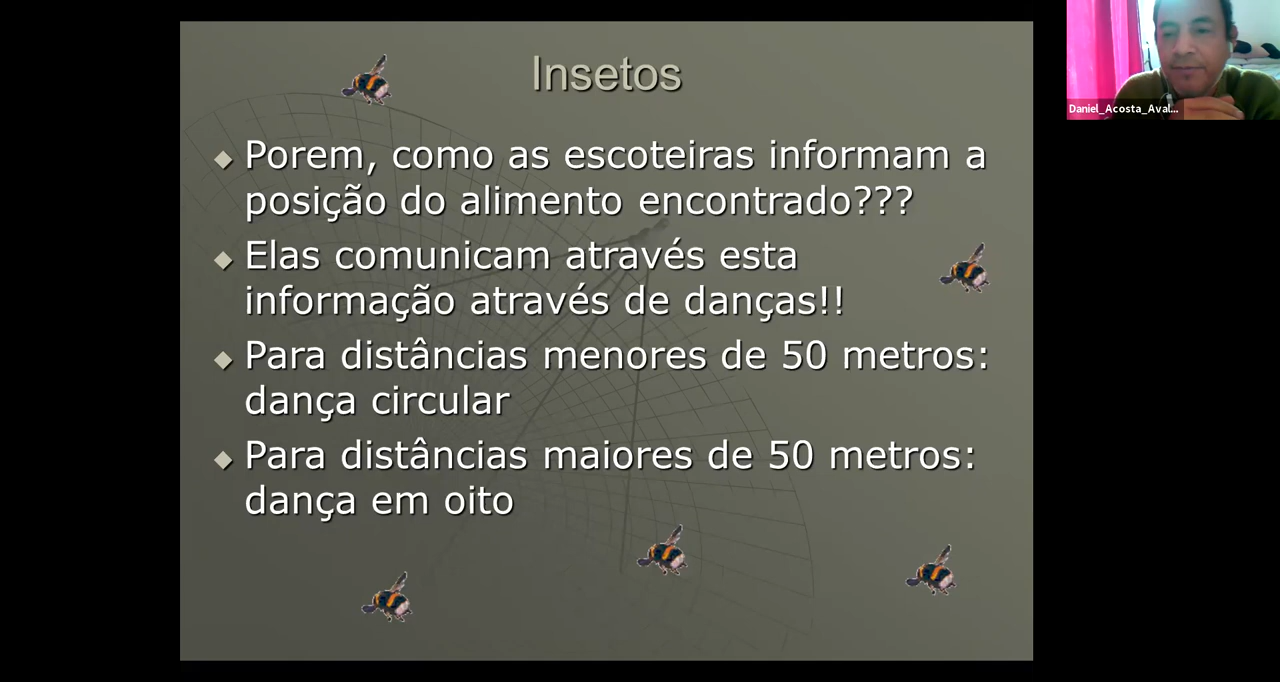 Insetos
Porem, como as escoteiras informam a
posição do alimento encontrado???
Elas comunicam através esta
informação através de danças!!
Para distâncias menores de 50 metros:
dança circular
Para distâncias maiores de 50 metros:
dança em oito
Daniel_Acosta_Aval...